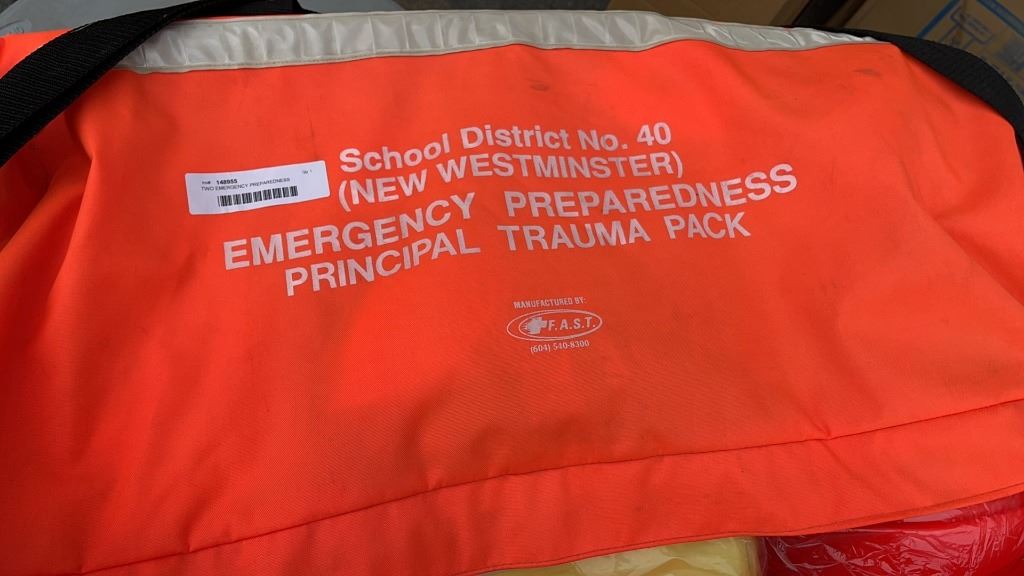 School District No. 40
(NEW WESTMINSTER)
EMERGENCY PREPAREDNESS
PRINCIPAL TRAUMA PACK
148955
TWO EMERGENCY PREPAREDNESS
MANUFACTURED BY:
F.A.S.T.
(604) 540-8300